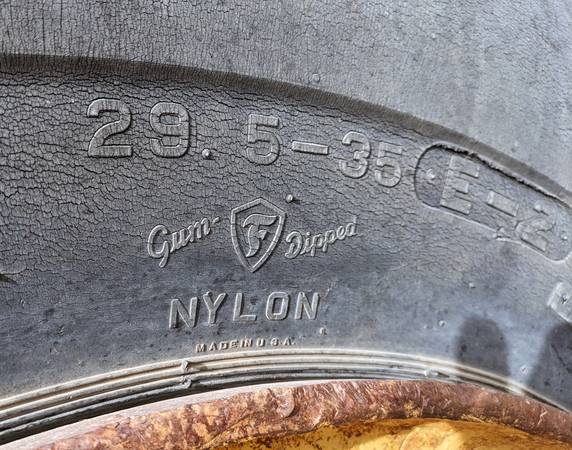 29.5-35 E-2
Gum- F Dipped
NYLON
MADE IN U.S.A.